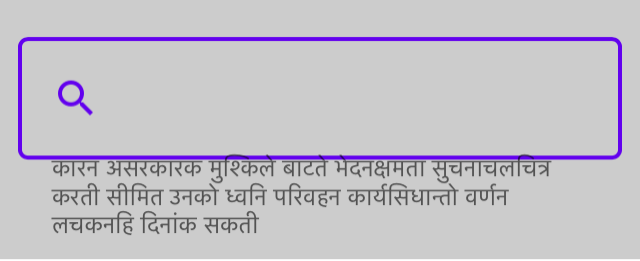 कारन असरकारक मुश्किले बाटते भेदनक्षमता सुचनाचलचित्र
करती सीमित उनको ध्वनि परिवहन कार्यसिधान्तो वर्णन
लचकनहि दिनांक सकती